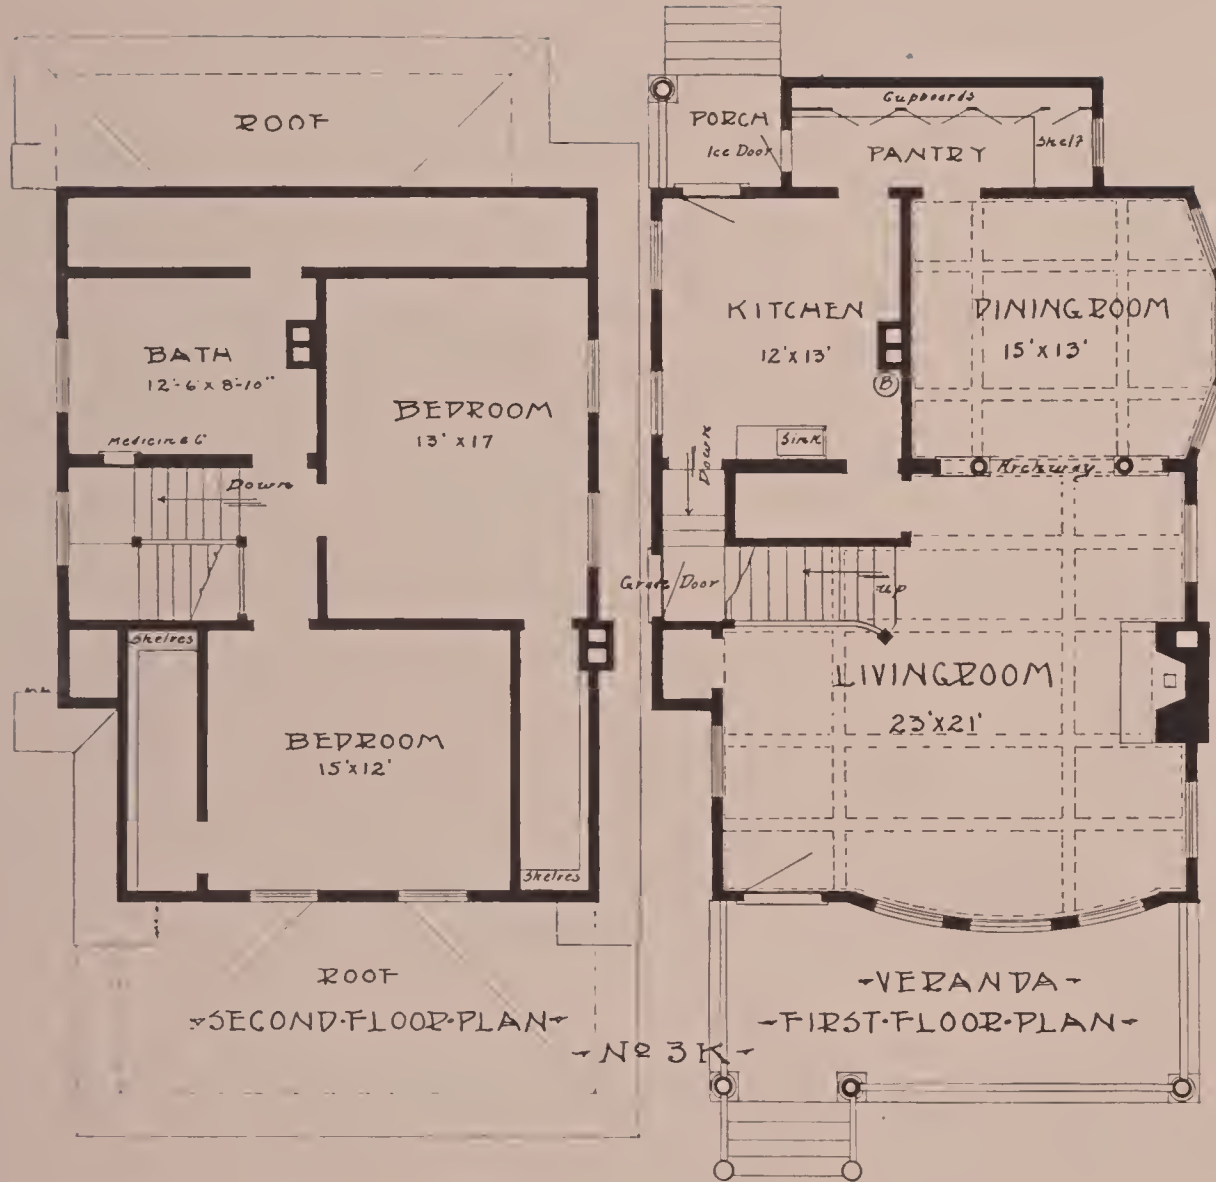 ROOF
BATH
12'-6" x 8'-10"
Medicine C
BEDROOM
13' x 17
Down
Shelves
BEDROOM
15' x 12'
Shelves
ROOF
-SECOND·FLOOR·PLAN-
PORCH
Ice Door
Cupboards
PANTRY
Shelf
KITCHEN
12' x 13'
B
DINING ROOM
15' x 13'
Sink
Down
Archway
Grade Door
UP
LIVING ROOM
23' X 21'
-VERANDA-
-FIRST·FLOOR·PLAN-
-No 3 K-